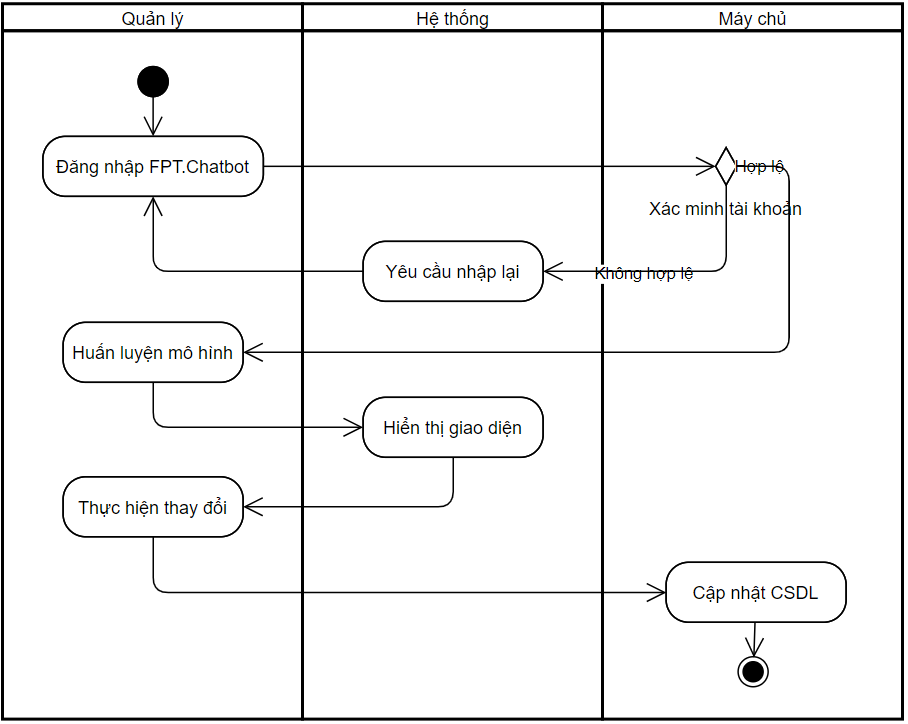 Quản lý
Hệ thống
Máy chủ
Đăng nhập FPT.Chatbot
Hợp lệ
Xác minh tài khoản
Yêu cầu nhập lại
Không hợp lệ
Huấn luyện mô hình
Hiển thị giao diện
Thực hiện thay đổi
Cập nhật CSDL